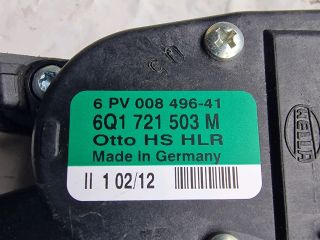 6 PV 008 496-41
6Q1 721 503 M
Otto HS HLR
Made in Germany
II 1 02/12
HELLA